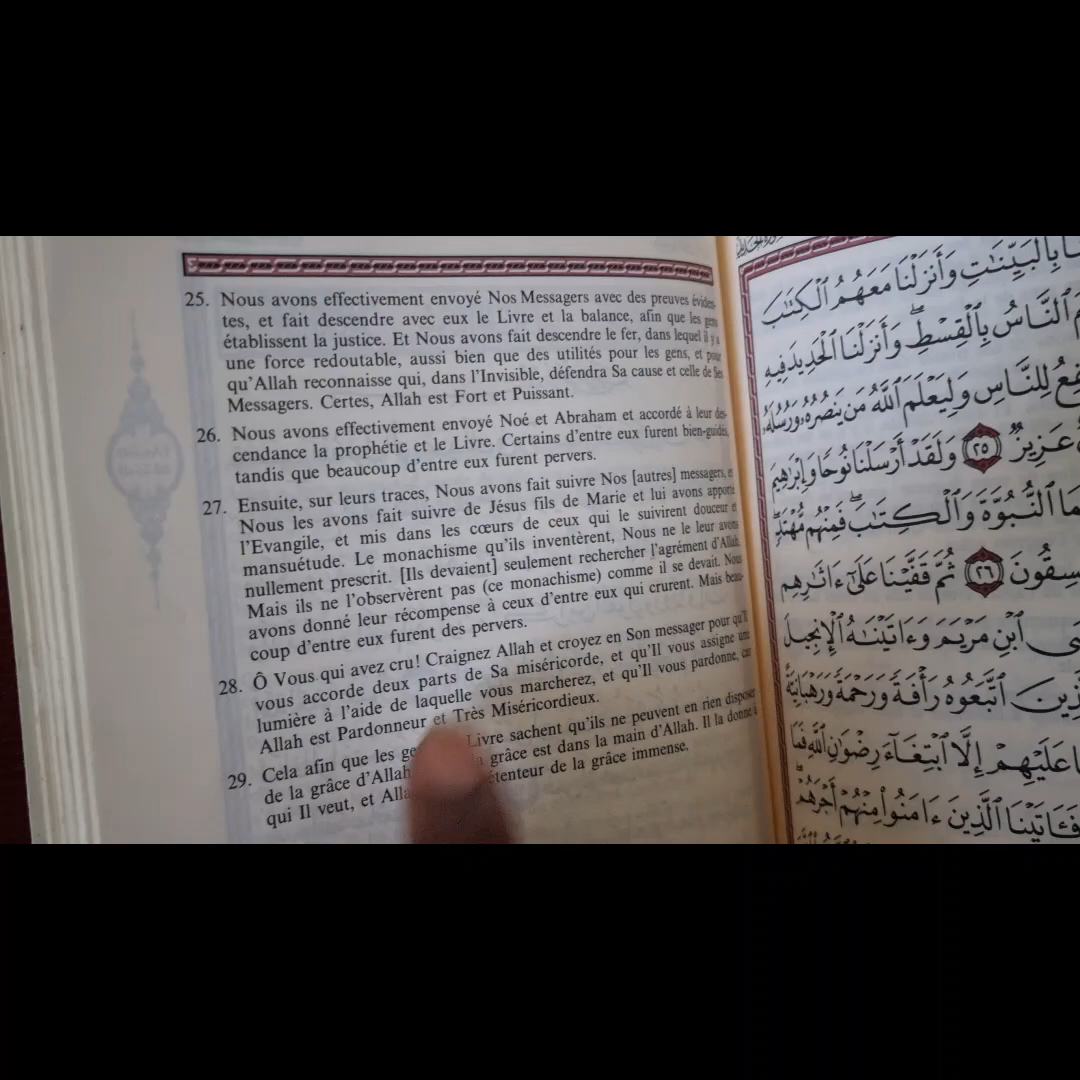 25. Nous avons effectivement envoyé Nos Messagers avec des preuves éviden-
tes, et fait descendre avec eux le Livre et la balance, afin que les gens
établissent la justice. Et Nous avons fait descendre le fer, dans lequel il y a
une force redoutable, aussi bien que des utilités pour les gens, et pour
qu'Allah reconnaisse qui, dans l'Invisible, défendra Sa cause et celle de Ses
Messagers. Certes, Allah est Fort et Puissant.
26. Nous avons effectivement envoyé Noé et Abraham et accordé à leur des-
cendance la prophétie et le Livre. Certains d'entre eux furent bien-guidés,
tandis que beaucoup d'entre eux furent pervers.
27. Ensuite, sur leurs traces, Nous avons fait suivre Nos [autres] messagers, et
Nous les avons fait suivre de Jésus fils de Marie et lui avons apporté
l'Evangile, et mis dans les cœurs de ceux qui le suivirent douceur et
mansuétude. Le monachisme qu'ils inventèrent, Nous ne le leur avons
nullement prescrit. [Ils devaient] seulement rechercher l'agrément d'Allah.
Mais ils ne l'observèrent pas (ce monachisme) comme il se devait. Nous
avons donné leur récompense à ceux d'entre eux qui crurent. Mais beau-
coup d'entre eux furent des pervers.
28. Ô Vous qui avez cru! Craignez Allah et croyez en Son messager pour qu'Il
vous accorde deux parts de Sa miséricorde, et qu'Il vous assigne une
lumière à l'aide de laquelle vous marcherez, et qu'Il vous pardonne, car
Allah est Pardonneur et Très Miséricordieux.
29. Cela afin que les Livre sachent qu'ils ne peuvent en rien disposer
de la grâce d'Allah grâce est dans la main d'Allah. Il la donne à
qui Il veut, et de la grâce immense.
بِٱلْبَيِّنَٰتِ وَأَنزَلْنَا مَعَهُمُ ٱلْكِتَٰبَ
ٱلنَّاسُ بِٱلْقِسْطِ ۖ وَأَنزَلْنَا ٱلْحَدِيدَ فِيهِ
لِلنَّاسِ وَلِيَعْلَمَ ٱللَّهُ مَن يَنصُرُهُۥ وَرُسُلَهُۥ
عَزِيزٌ ٢٥ وَلَقَدْ أَرْسَلْنَا نُوحًا وَإِبْرَٰهِيمَ
ٱلنُّبُوَّةَ وَٱلْكِتَٰبَ ۖ فَمِنْهُم مُّهْتَدٍ ۖ
٢٦ ثُمَّ قَفَّيْنَا عَلَىٰٓ ءَاثَٰرِهِم
ٱبْنِ مَرْيَمَ وَءَاتَيْنَٰهُ ٱلْإِنجِيلَ
ٱتَّبَعُوهُ رَأْفَةً وَرَحْمَةً وَرَهْبَانِيَّةً
عَلَيْهِمْ إِلَّا ٱبْتِغَآءَ رِضْوَٰنِ ٱللَّهِ فَمَا
فَـَٔاتَيْنَا ٱلَّذِينَ ءَامَنُوا۟ مِنْهُمْ أَجْرَهُمْ ۖ